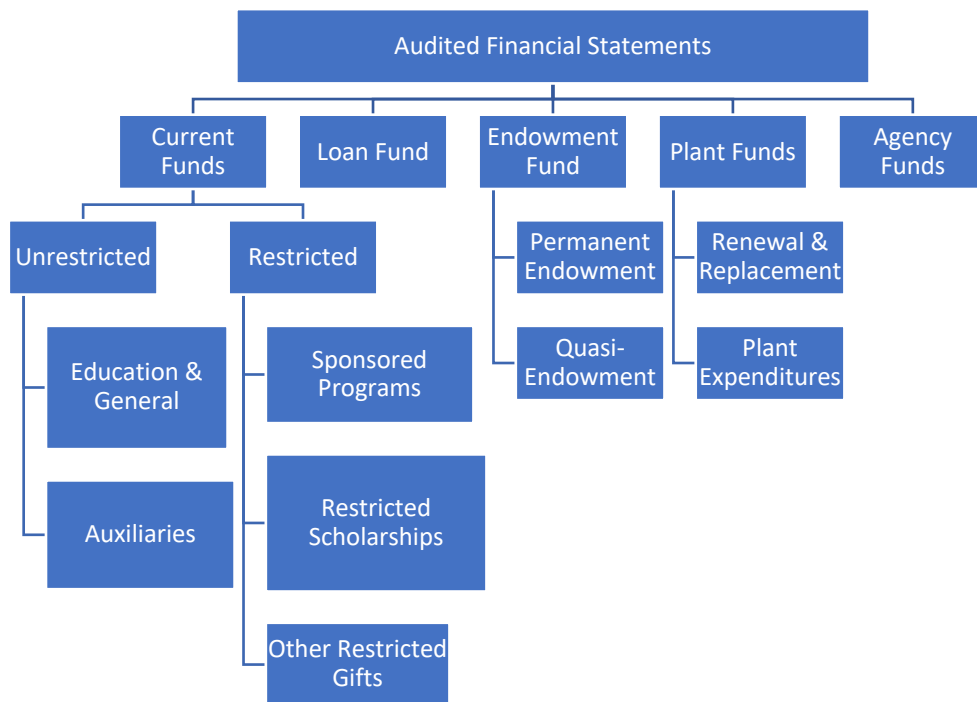 Audited Financial Statements
Current
Funds
Loan Fund
Endowment
Fund
Plant Funds
Agency
Funds
Unrestricted
Restricted
Permanent
Endowment
Renewal &
Replacement
Education &
General
Sponsored
Programs
Quasi-
Endowment
Plant
Expenditures
Auxiliaries
Restricted
Scholarships
Other Restricted
Gifts